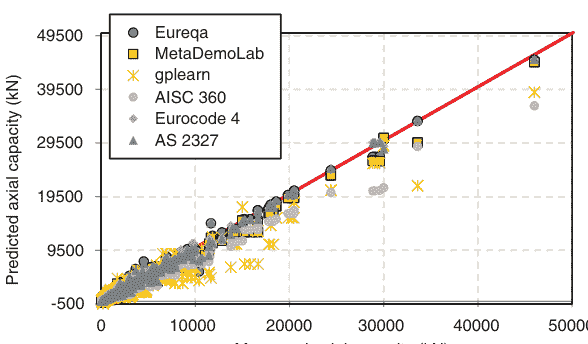 49500
39500
29500
19500
9500
-500
Predicted axial capacity (kN)
Eureqa
MetaDemoLab
gplearn
AISC 360
Eurocode 4
AS 2327
0 10000 20000 30000 40000 5000